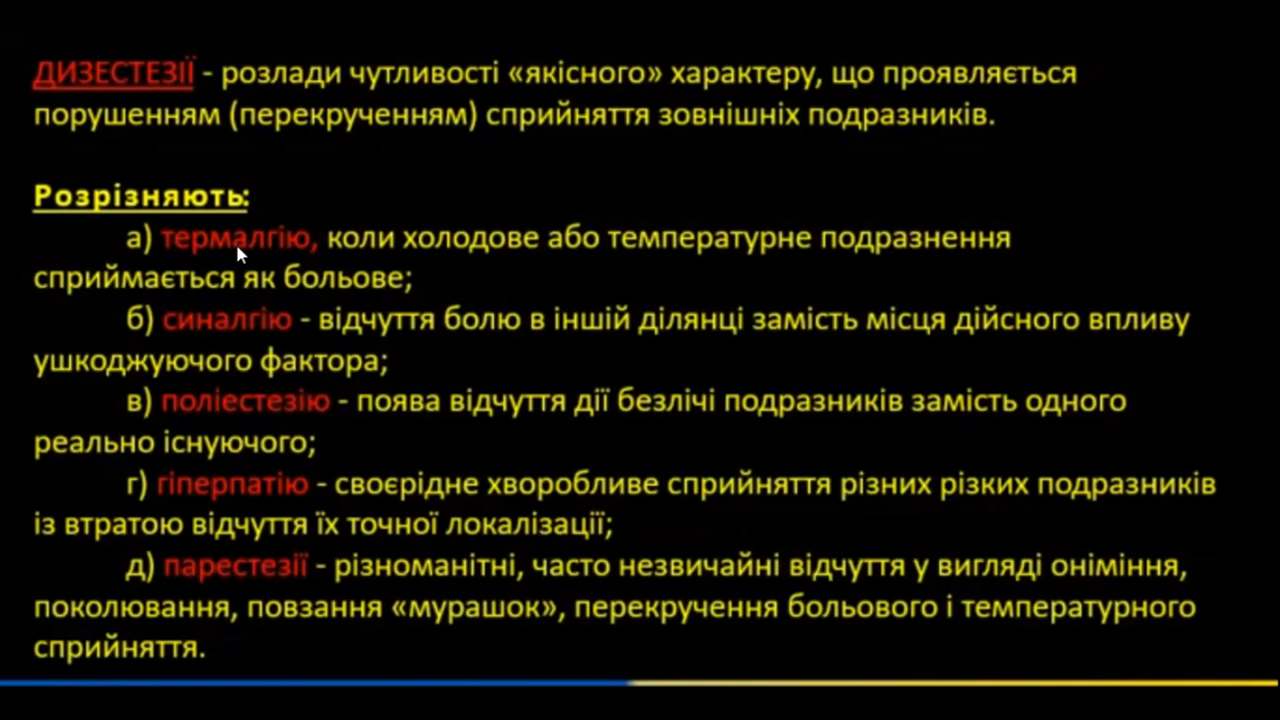 ДИЗЕСТЕЗІЇ - розлади чутливості «якісного» характеру, що проявляється
порушенням (перекрученням) сприйняття зовнішніх подразників.
Розрізняють:
а) термалгію, коли холодове або температурне подразнення
сприймається як больове;
б) синалгію - відчуття болю в іншій ділянці замість місця дійсного впливу
ушкоджуючого фактора;
в) поліестезію - поява відчуття дії безлічі подразників замість одного
реально існуючого;
г) гіперпатію - своєрідне хворобливе сприйняття різних різких подразників
із втратою відчуття їх точної локалізації;
д) парестезії - різноманітні, часто незвичайні відчуття у вигляді оніміння,
поколювання, повзання «мурашок», перекручення больового і температурного
сприйняття.